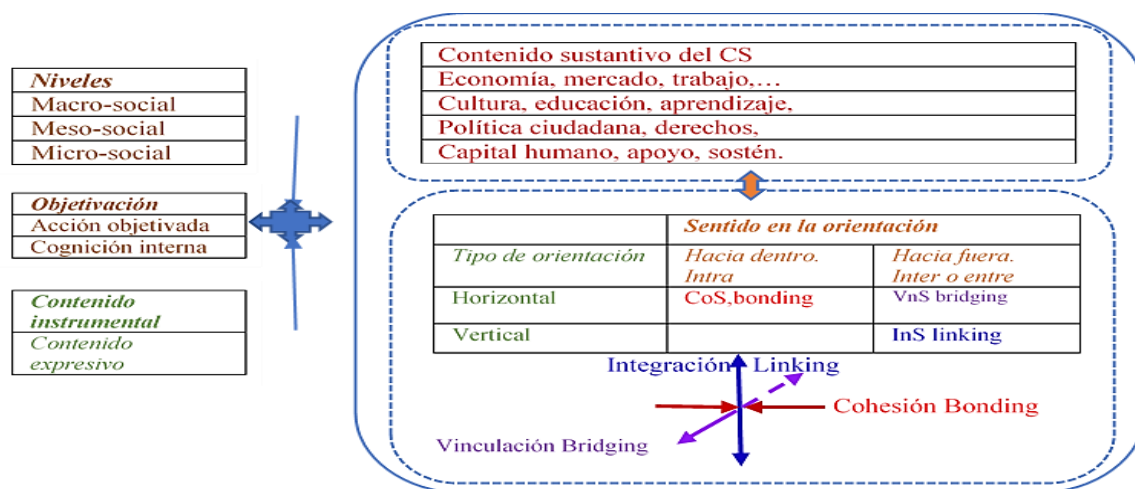 Niveles
Macro-social
Meso-social
Micro-social
Objetivación
Acción objetivada
Cognición interna
Contenido
instrumental
Contenido
expresivo
Contenido sustantivo del CS
Economía, mercado, trabajo,...
Cultura, educación, aprendizaje,
Política ciudadana, derechos,
Capital humano, apoyo, sostén.
Sentido en la orientación
Tipo de orientación
Hacia dentro.
Intra
Hacia fuera.
Inter o entre
Horizontal
CoS,bonding
VnS bridging
Vertical
InS linking
Integración Linking
Cohesión Bonding
Vinculación Bridging